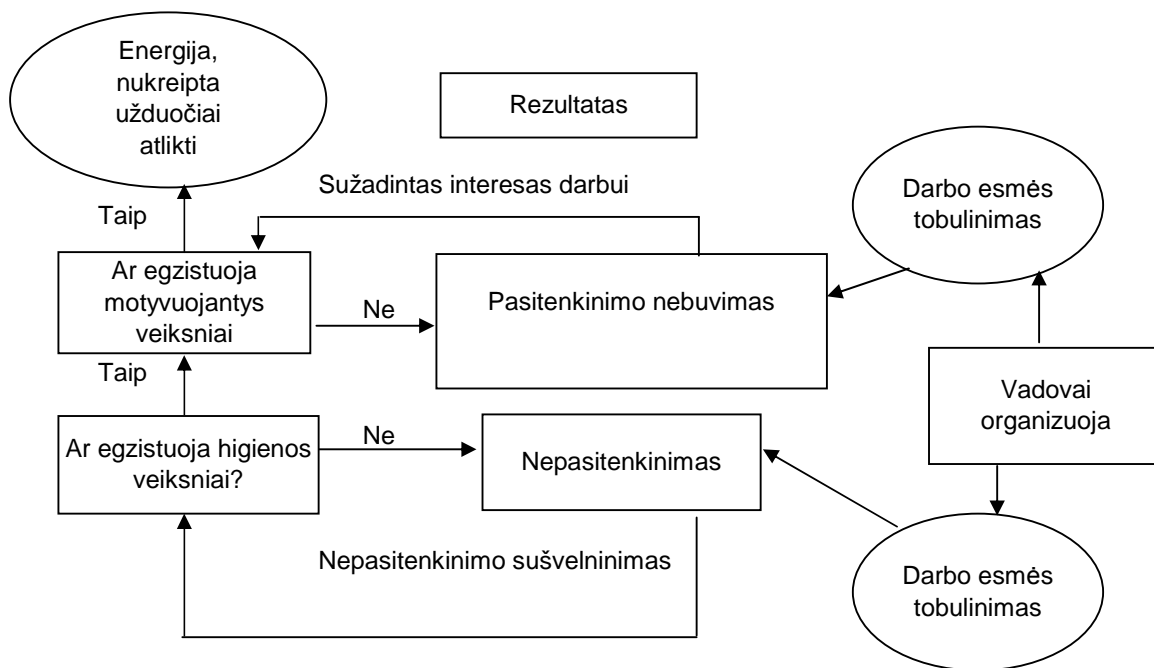 Energija,
nukreipta
užduočiai
atlikti
Rezultatas
Sužadintas interesas darbui
Darbo esmės
tobulinimas
Taip
Ar egzistuoja
motyvuojantys
veiksniai
Ne
Pasitenkinimo nebuvimas
Taip
Vadovai
organizuoja
Ar egzistuoja higienos
veiksniai?
Ne
Nepasitenkinimas
Nepasitenkinimo sušvelninimas
Darbo esmės
tobulinimas